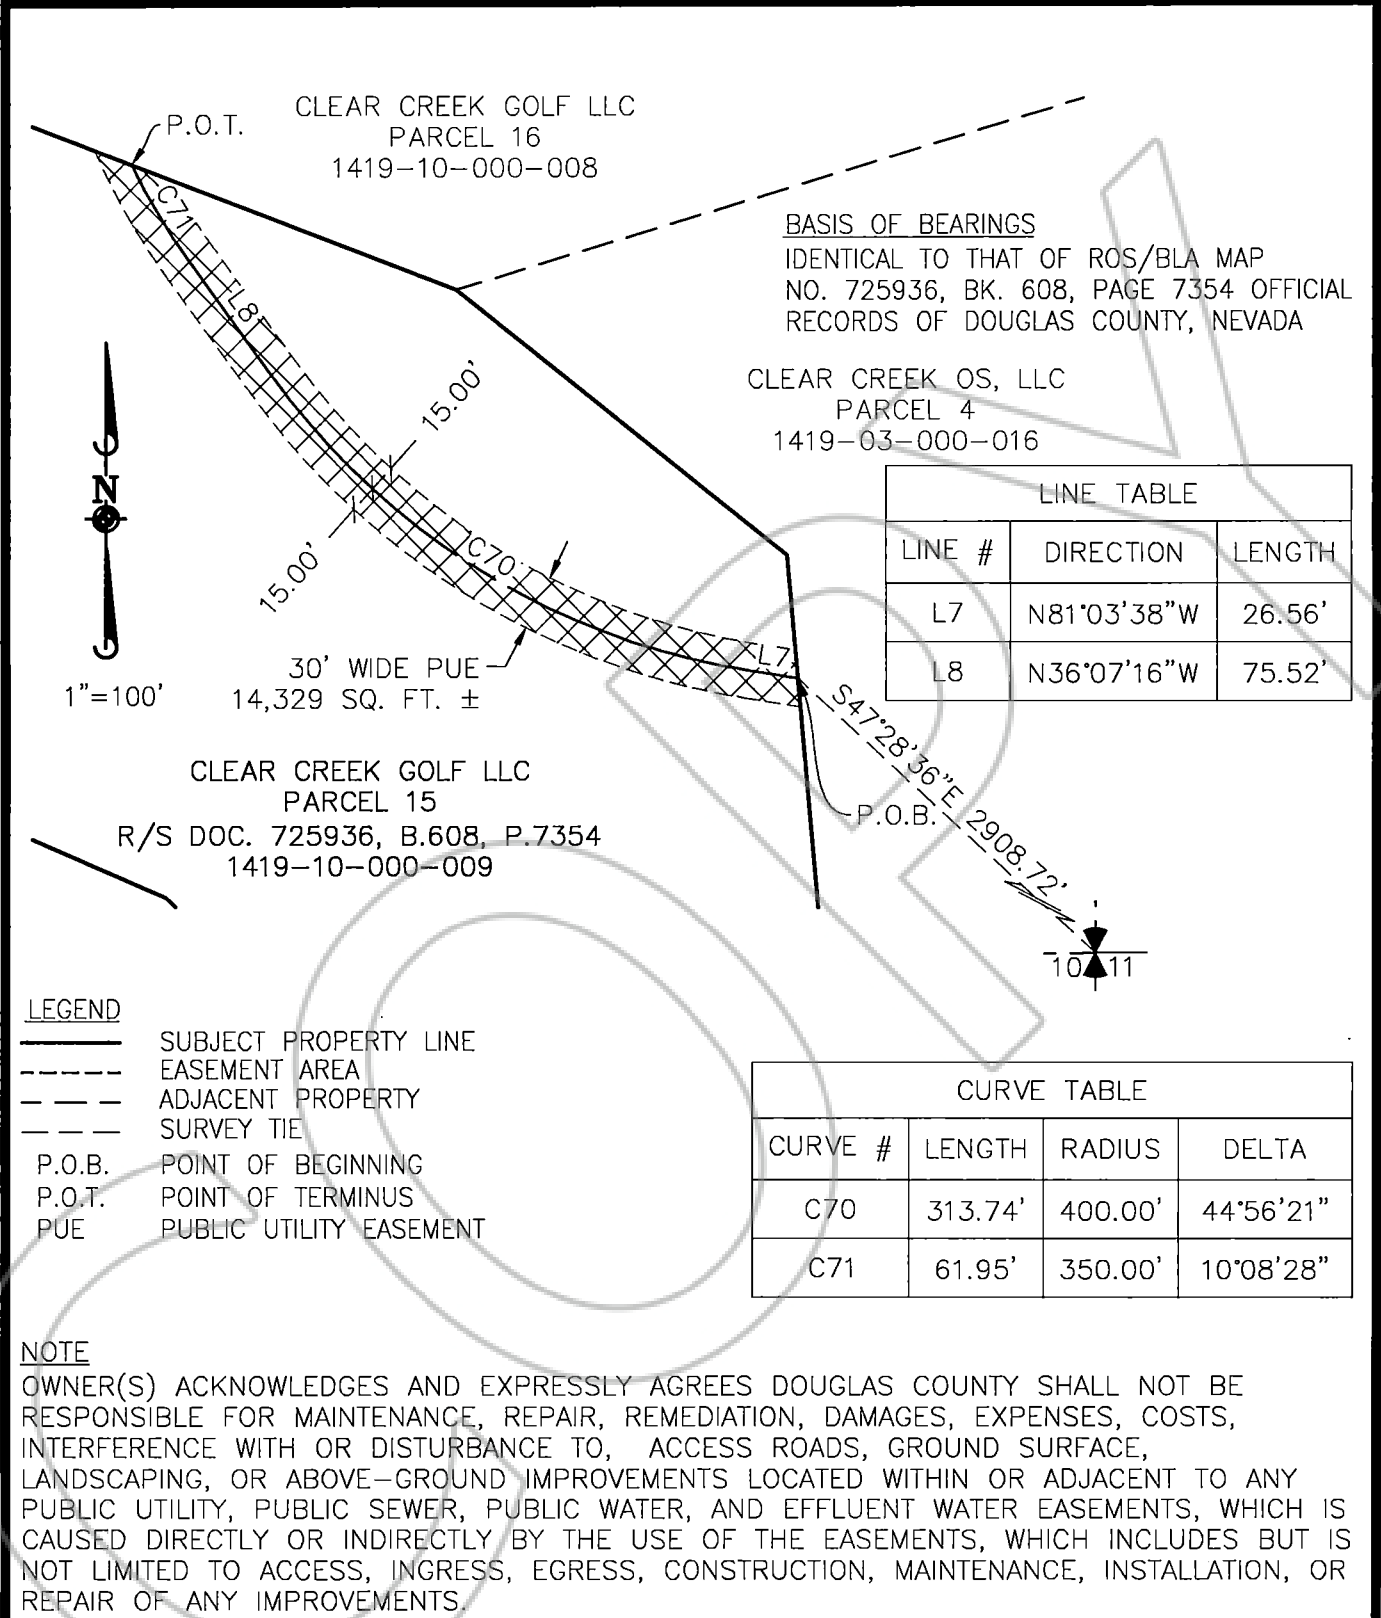 P.O.T.
CLEAR CREEK GOLF LLC
PARCEL 16
1419-10-000-008
C71
L8
BASIS OF BEARINGS
IDENTICAL TO THAT OF ROS/BLA MAP
NO. 725936, BK. 608, PAGE 7354 OFFICIAL
RECORDS OF DOUGLAS COUNTY, NEVADA
15.00'
CLEAR CREEK OS, LLC
PARCEL 4
1419-03-000-016
N
LINE TABLE
LINE # DIRECTION LENGTH
L7 N81°03'38"W 26.56'
L8 N36°07'16"W 75.52'
15.00'
C70
L7
30' WIDE PUE
14,329 SQ. FT. ±
1"=100'
S47°28'36"E 2908.72'
P.O.B.
CLEAR CREEK GOLF LLC
PARCEL 15
R/S DOC. 725936, B.608, P.7354
1419-10-000-009
10 11
LEGEND
SUBJECT PROPERTY LINE
EASEMENT AREA
ADJACENT PROPERTY
SURVEY TIE
P.O.B. POINT OF BEGINNING
P.O.T. POINT OF TERMINUS
PUE PUBLIC UTILITY EASEMENT
CURVE TABLE
CURVE # LENGTH RADIUS DELTA
C70 313.74' 400.00' 44°56'21"
C71 61.95' 350.00' 10°08'28"
NOTE
OWNER(S) ACKNOWLEDGES AND EXPRESSLY AGREES DOUGLAS COUNTY SHALL NOT BE
RESPONSIBLE FOR MAINTENANCE, REPAIR, REMEDIATION, DAMAGES, EXPENSES, COSTS,
INTERFERENCE WITH OR DISTURBANCE TO, ACCESS ROADS, GROUND SURFACE,
LANDSCAPING, OR ABOVE-GROUND IMPROVEMENTS LOCATED WITHIN OR ADJACENT TO ANY
PUBLIC UTILITY, PUBLIC SEWER, PUBLIC WATER, AND EFFLUENT WATER EASEMENTS, WHICH IS
CAUSED DIRECTLY OR INDIRECTLY BY THE USE OF THE EASEMENTS, WHICH INCLUDES BUT IS
NOT LIMITED TO ACCESS, INGRESS, EGRESS, CONSTRUCTION, MAINTENANCE, INSTALLATION, OR
REPAIR OF ANY IMPROVEMENTS.
COPY